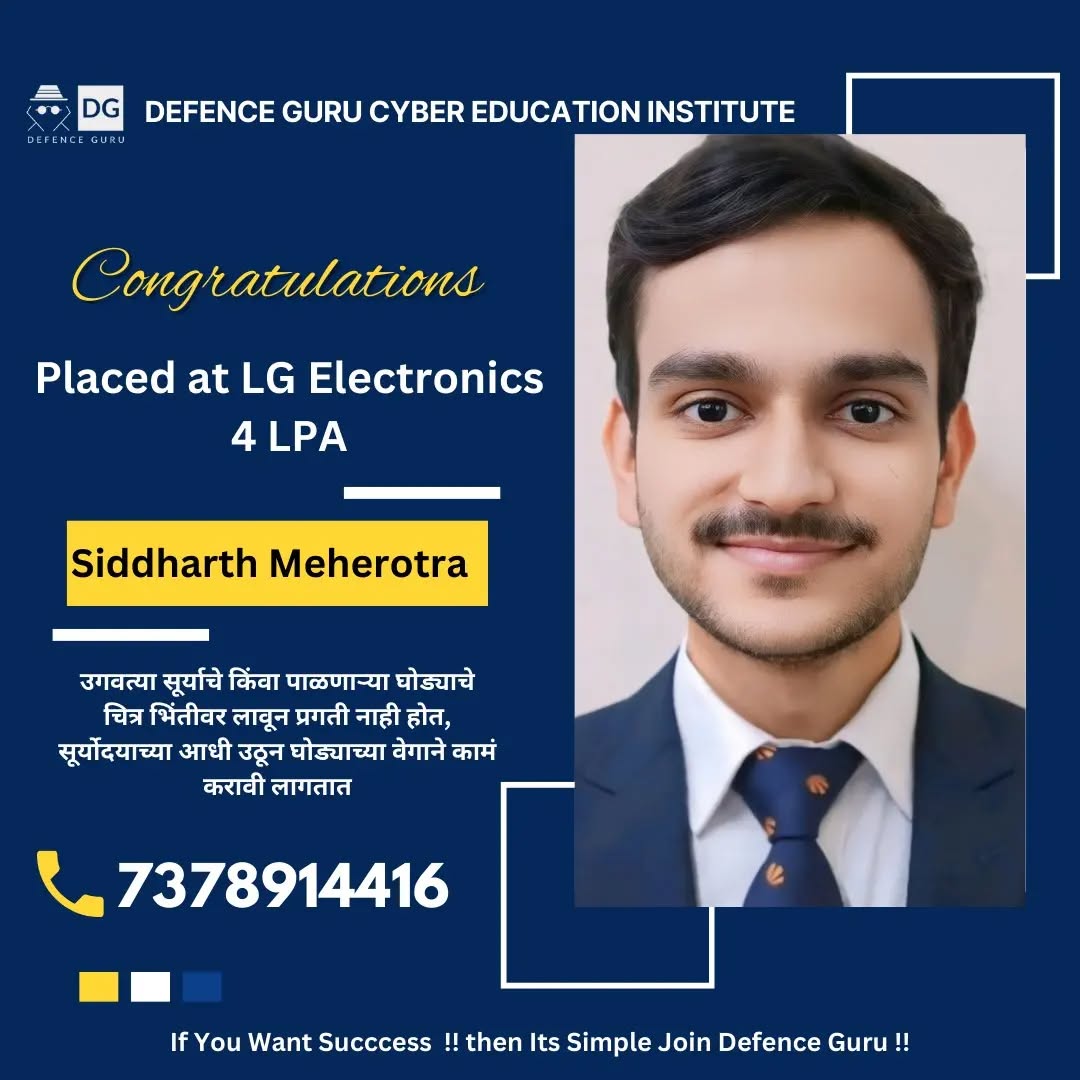 DG
DEFENCE GURU
DEFENCE GURU CYBER EDUCATION INSTITUTE
Congratulations
Placed at LG Electronics
4 LPA
Siddharth Meherotra
उगवत्या सूर्याचे किंवा पाळणाऱ्या घोड्याचे
चित्र भिंतीवर लावून प्रगती नाही होत,
सूर्योदयाच्या आधी उठून घोड्याच्या वेगाने कामं
करावी लागतात
7378914416
If You Want Succcess !! then Its Simple Join Defence Guru !!